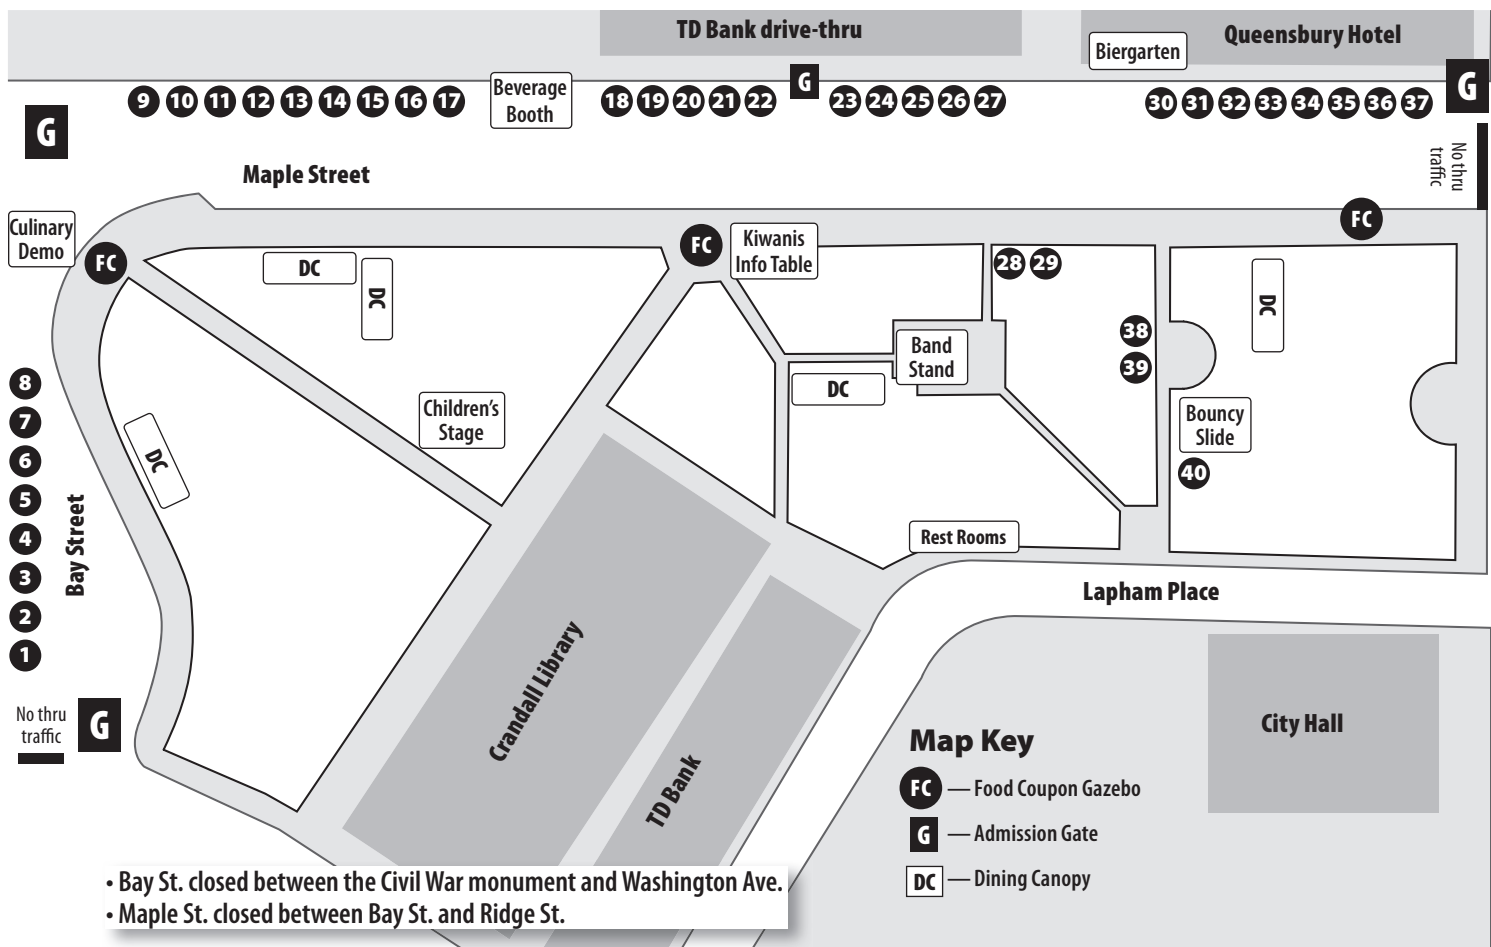 TD Bank drive-thru
Queensbury Hotel
Biergarten
G
G
G
9 10 11 12 13 14 15 16 17
Beverage
Booth
18 19 20 21 22
23 24 25 26 27
30 31 32 33 34 35 36 37
No thru
traffic
Maple Street
Culinary
Demo
FC
FC
FC
Kiwanis
Info Table
DC
DC
28 29
DC
38
39
Band
Stand
DC
Children's
Stage
Bouncy
Slide
40
DC
8
7
6
5
4
3
2
1
Bay Street
Rest Rooms
Lapham Place
No thru
traffic
G
Crandall Library
TD Bank
City Hall
Map Key
FC — Food Coupon Gazebo
G — Admission Gate
DC — Dining Canopy
• Bay St. closed between the Civil War monument and Washington Ave.
• Maple St. closed between Bay St. and Ridge St.